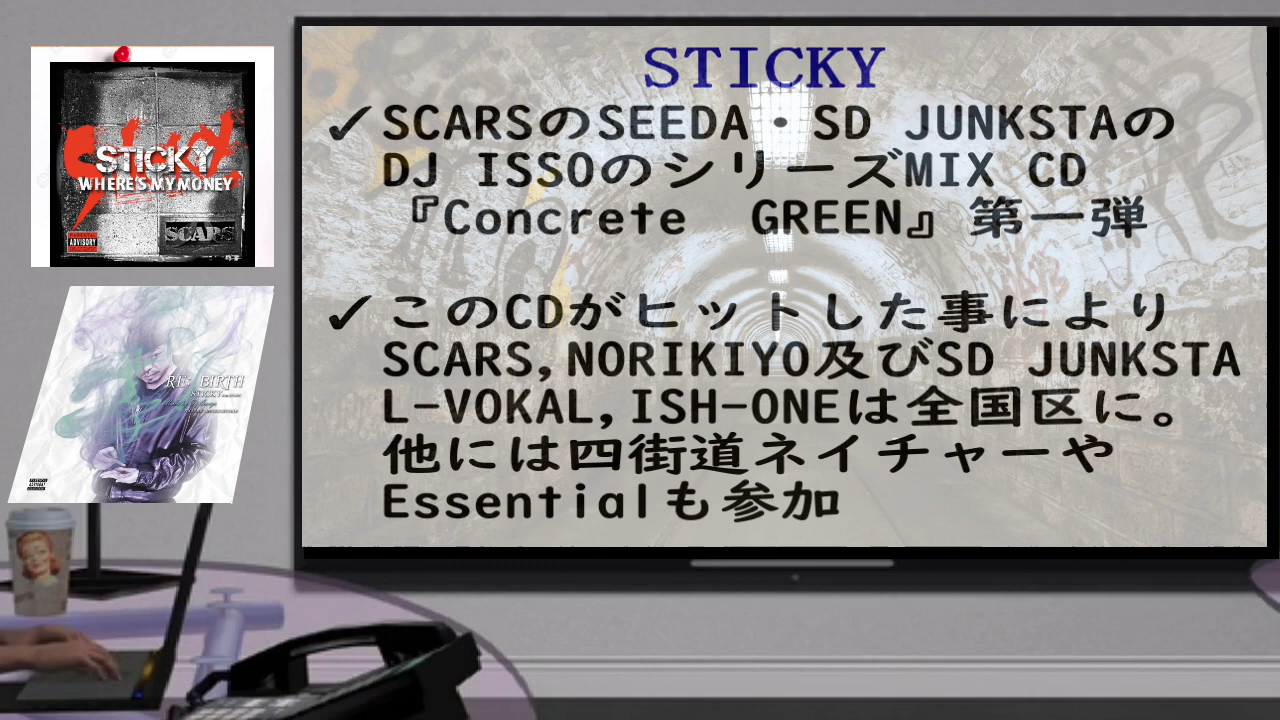 STICKY
✓SCARSのSEEDA・SD JUNKSTAの
DJ ISSOのシリーズMIX CD
『Concrete GREEN』第一弾
✓このCDがヒットした事により
SCARS,NORIKIYO及びSD JUNKSTA
L-VOKAL,ISH-ONEは全国区に。
他には四街道ネイチャーや
Essentialも参加
STICKY
WHERE'S MY MONEY
PARENTAL
ADVISORY
SCARS
RE: BIRTH
STICKY